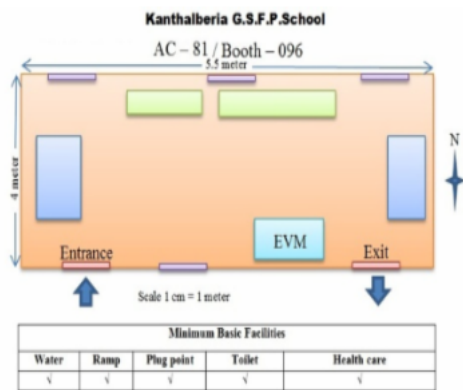 Kanthalberia G.S.F.P.School
AC – 81 / Booth – 096
5.5 meter
4 meter
N
Entrance
EVM
Exit
Scale 1 cm = 1 meter
Minimum Basic Facilities
Water Ramp Plug point Toilet Health care
√ √ √ √ √